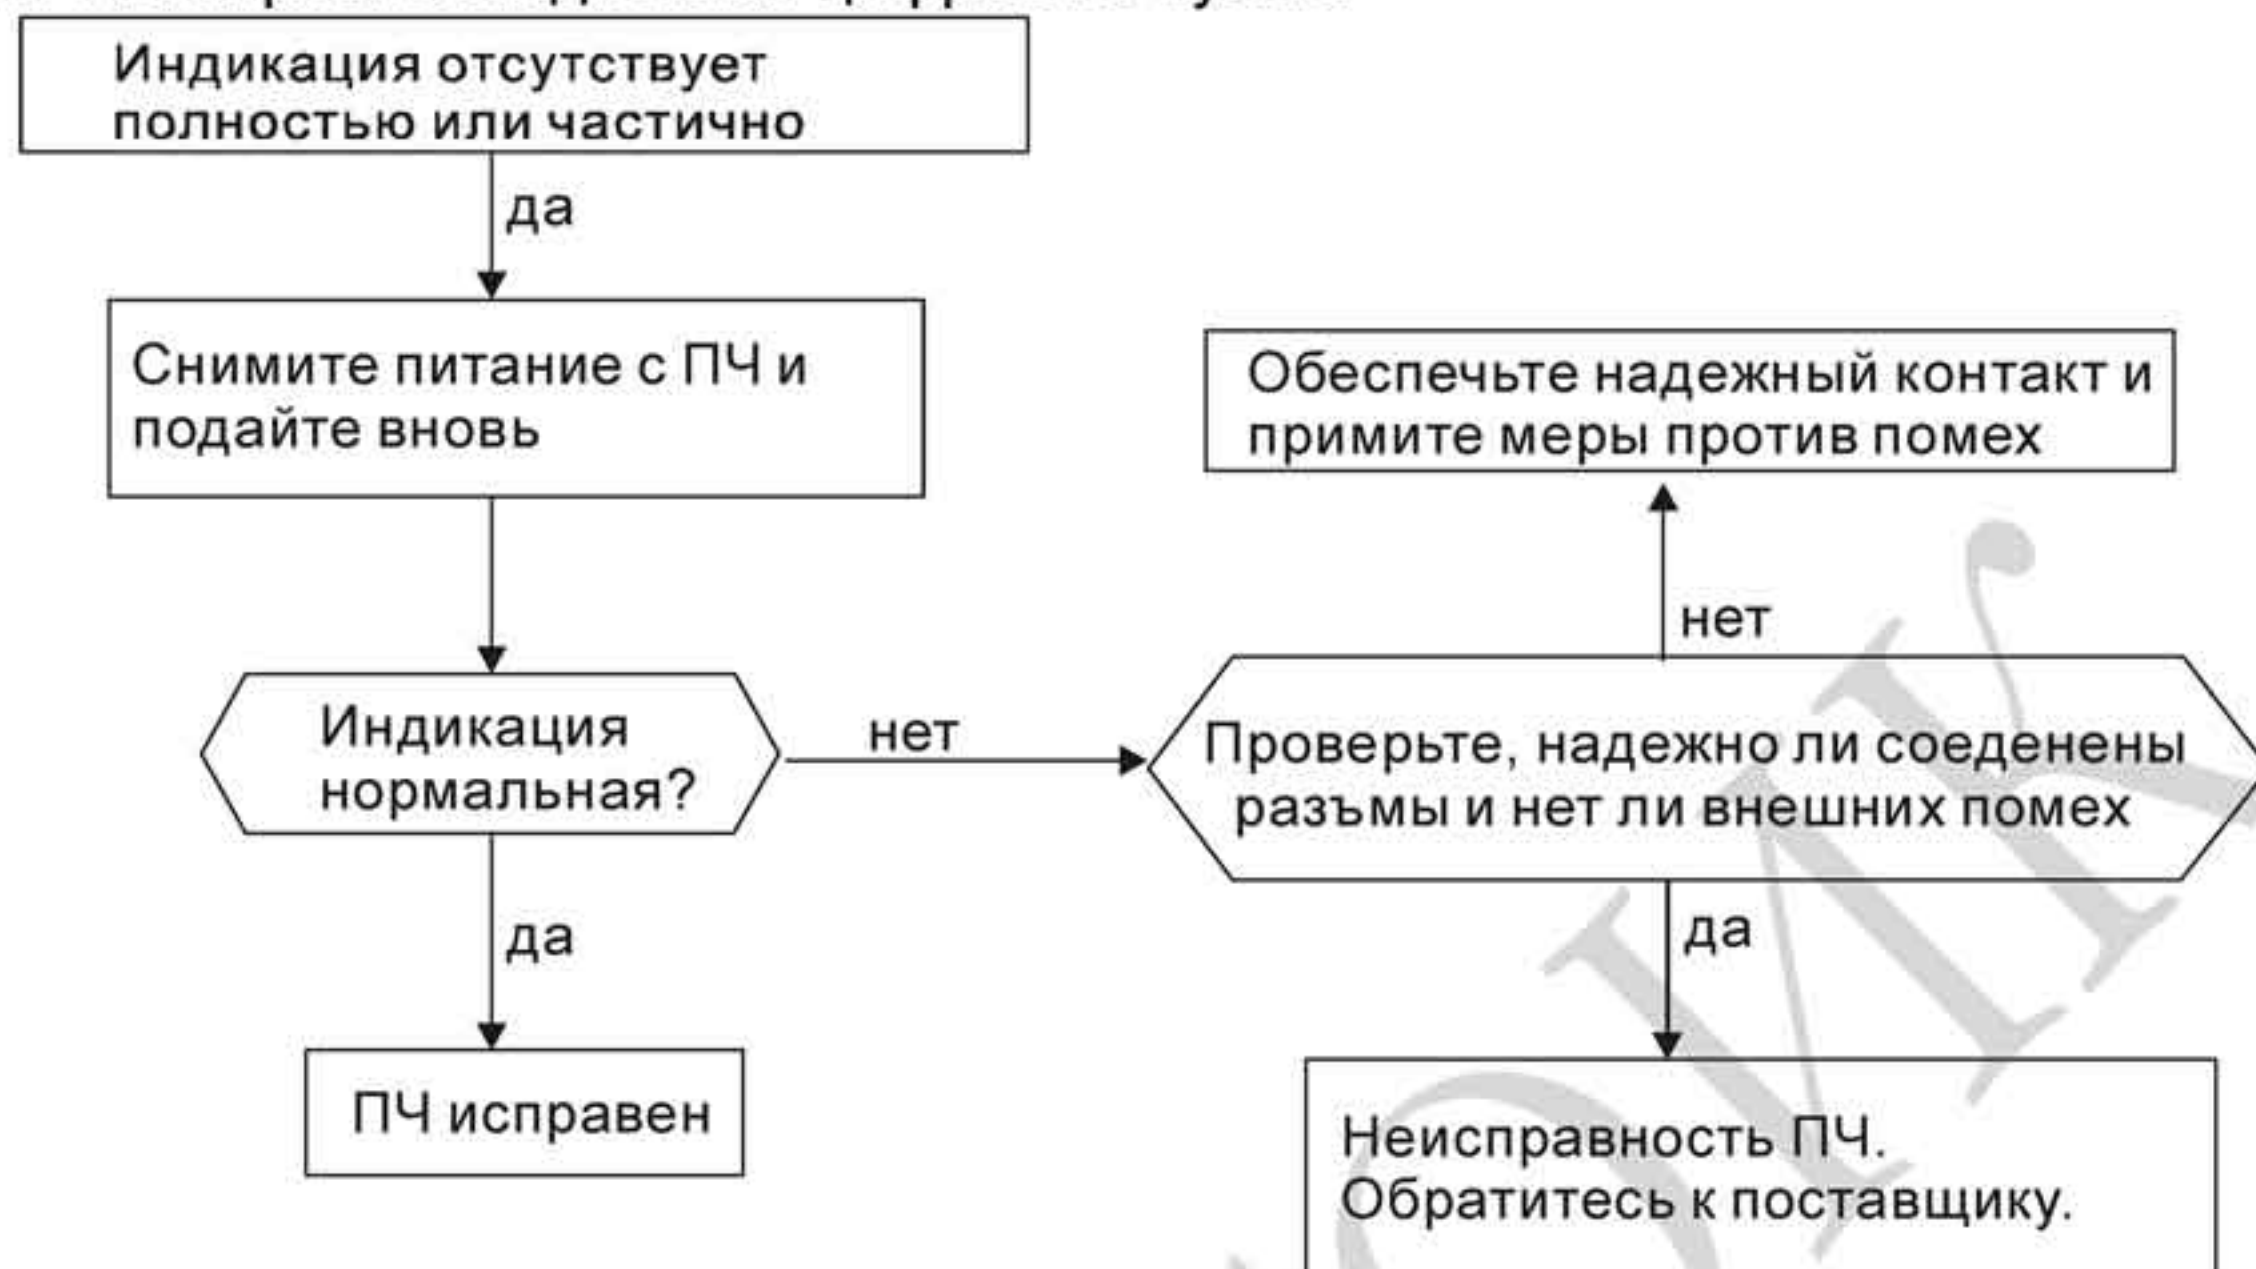 Индикация отсутствует
полностью или частично
да
Снимите питание с ПЧ и
подайте вновь
Обеспечьте надежный контакт и
примите меры против помех
нет
Индикация
нормальная?
нет
Проверьте, надежно ли соеденены
разъмы и нет ли внешних помех
да
да
ПЧ исправен
Неисправность ПЧ.
Обратитесь к поставщику.